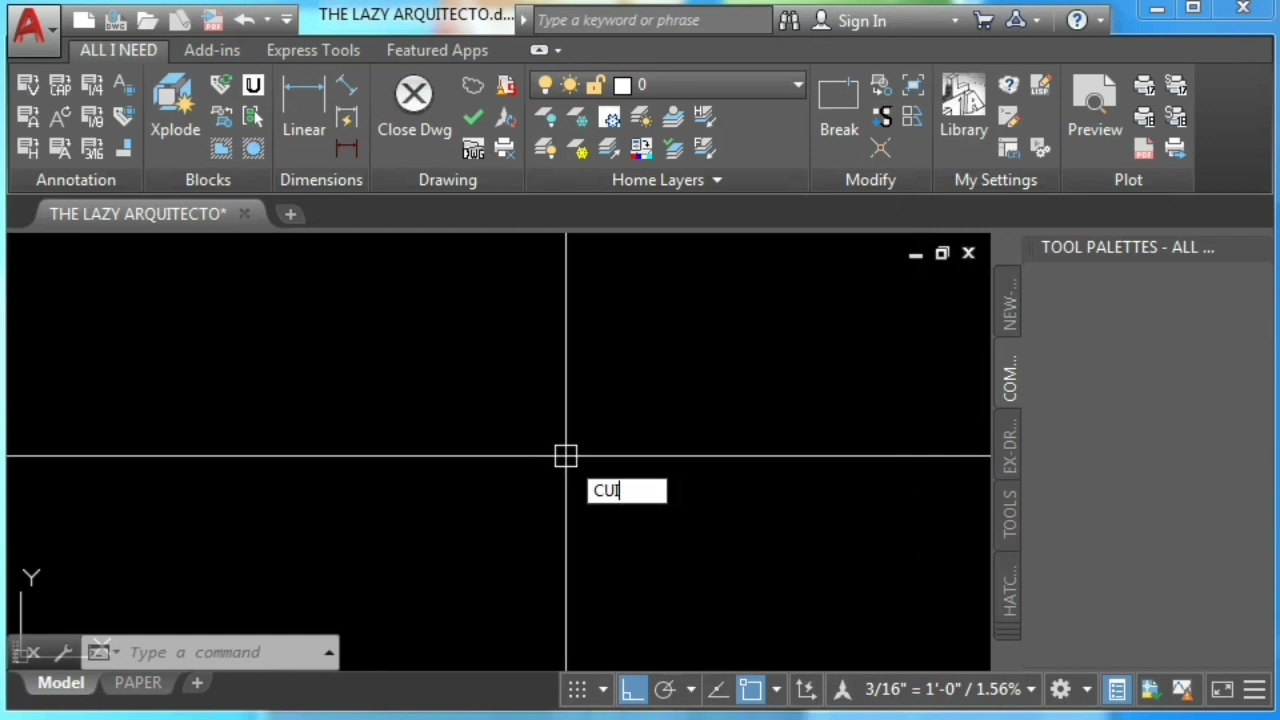 THE LAZY ARQUITECTO.d...
Type a keyword or phrase
Sign In
ALL I NEED
Add-ins
Express Tools
Featured Apps
0
Xplode
Linear
Close Dwg
Break
Library
Preview
Annotation
Blocks
Dimensions
Drawing
Home Layers
Modify
My Settings
Plot
THE LAZY ARQUITECTO*
TOOL PALETTES - ALL ...
NEW-...
COM...
EX-DR...
TOOLS
HATC...
CUI
Y
Type a command
Model
PAPER
3/16" = 1'-0" / 1.56%